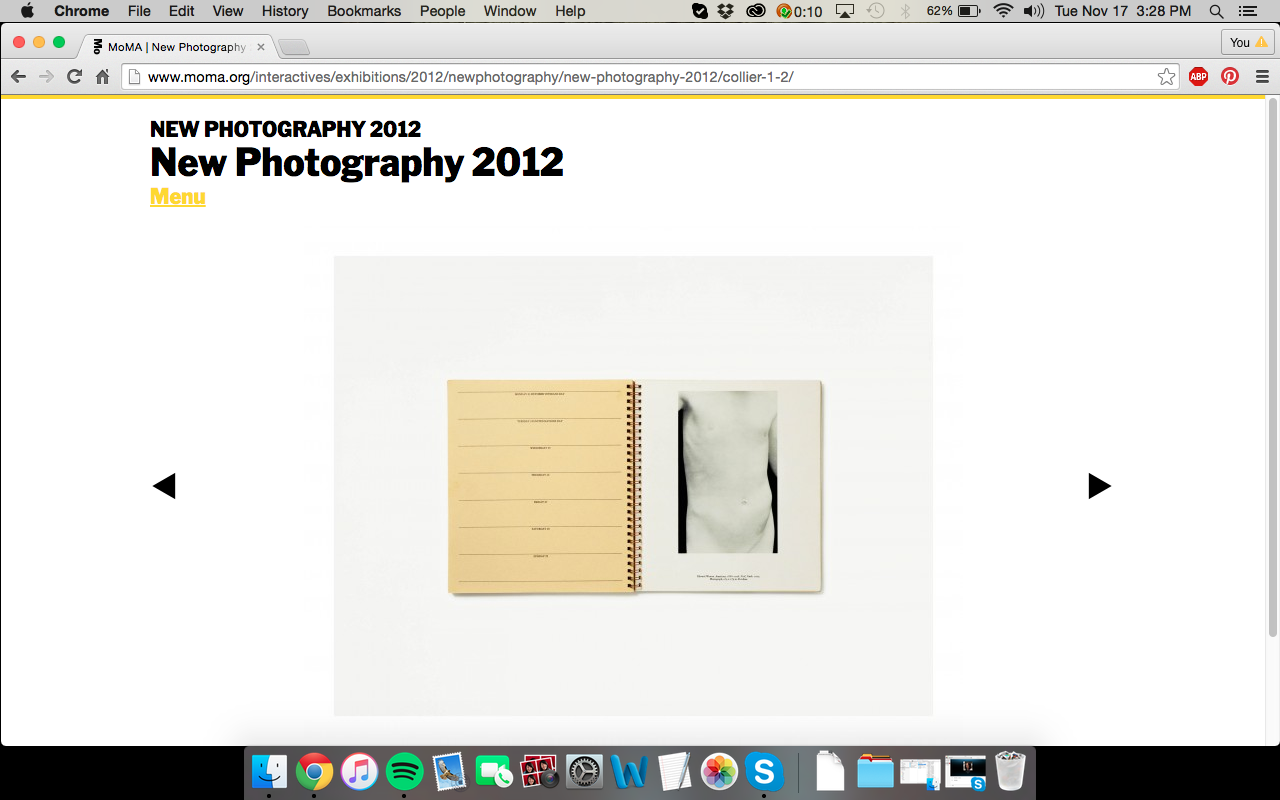 Chrome File Edit View History Bookmarks People Window Help 0:10 62% Tue Nov 17 3:28 PM
MoMA | New Photography You
www.moma.org/interactives/exhibitions/2012/newphotography/new-photography-2012/collier-1-2/ ABP
NEW PHOTOGRAPHY 2012
New Photography 2012
Menu